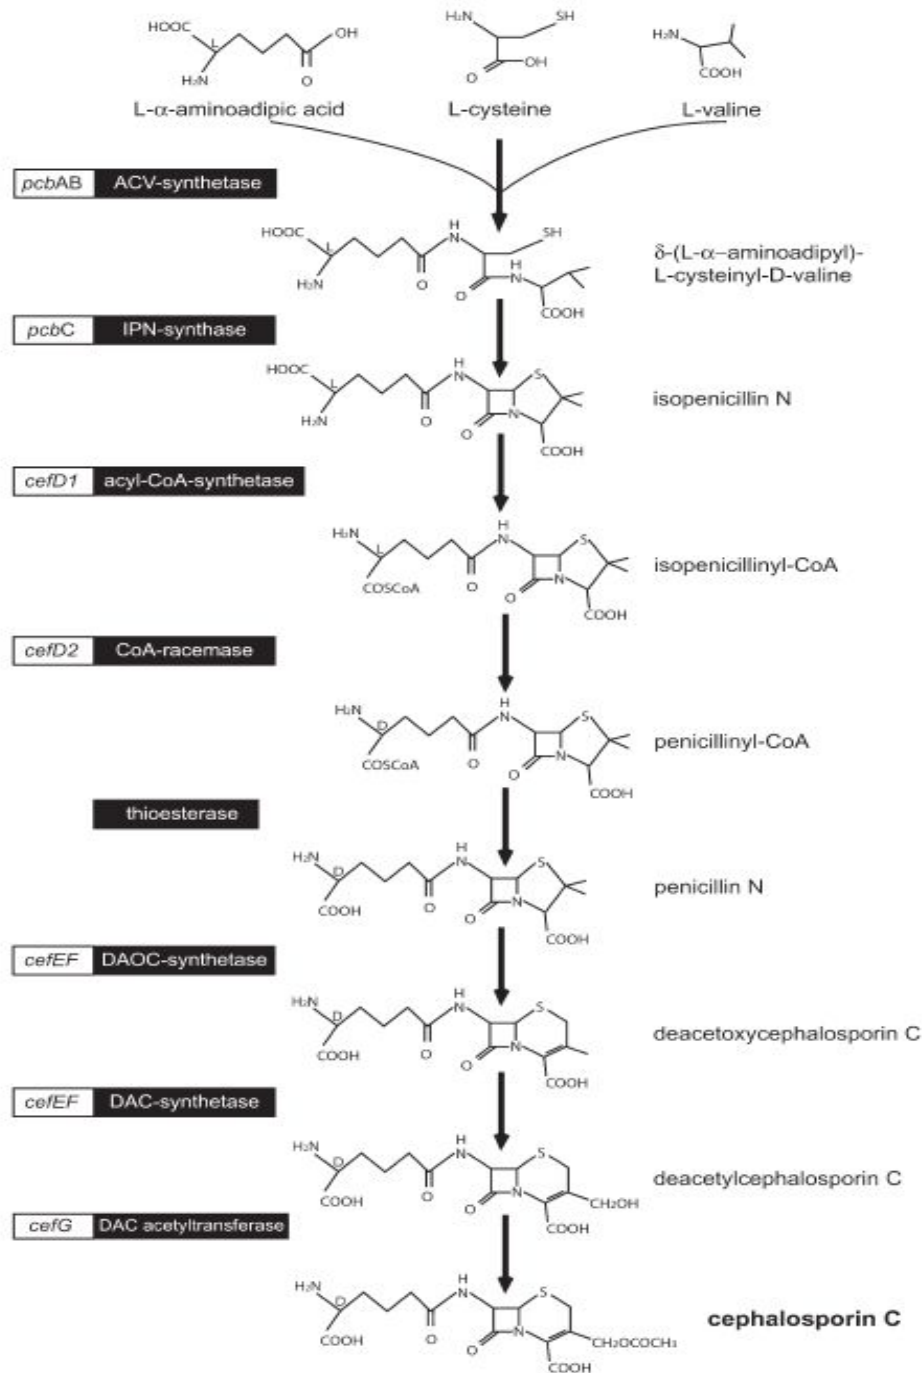 HOOC
L
OH
H₂N
O
H₂N
SH
OH
O
H₂N
COOH
L-α-aminoadipic acid
L-cysteine
L-valine
pcbAB ACV-synthetase
HOOC
L
H₂N
O
H
N
SH
O
H
N
COOH
δ-(L-α-aminoadipyl)-
L-cysteinyl-D-valine
pcbC IPN-synthase
HOOC
L
H₂N
O
H
N
S
O
N
COOH
isopenicillin N
cefD1 acyl-CoA-synthetase
H₂N
L
COSCoA
O
H
N
S
O
N
COOH
isopenicillinyl-CoA
cefD2 CoA-racemase
H₂N
D
COSCoA
O
H
N
S
O
N
COOH
penicillinyl-CoA
thioesterase
H₂N
D
COOH
O
H
N
S
O
N
COOH
penicillin N
cefEF DAOC-synthetase
H₂N
D
COOH
O
H
N
S
O
N
COOH
deacetoxycephalosporin C
cefEF DAC-synthetase
H₂N
D
COOH
O
H
N
S
O
N
COOH
CH₂OH
deacetylcephalosporin C
cefG DAC acetyltransferase
H₂N
D
COOH
O
H
N
S
O
N
COOH
CH₂OCOCH₃
cephalosporin C